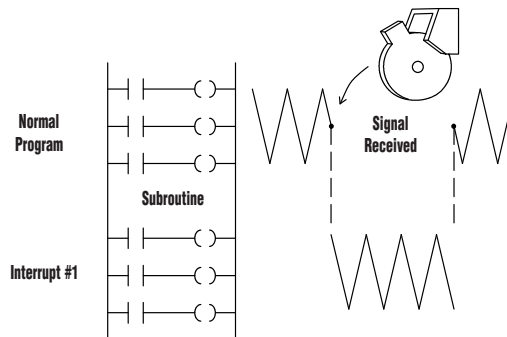 Normal
Program
Signal
Received
Subroutine
Interrupt #1